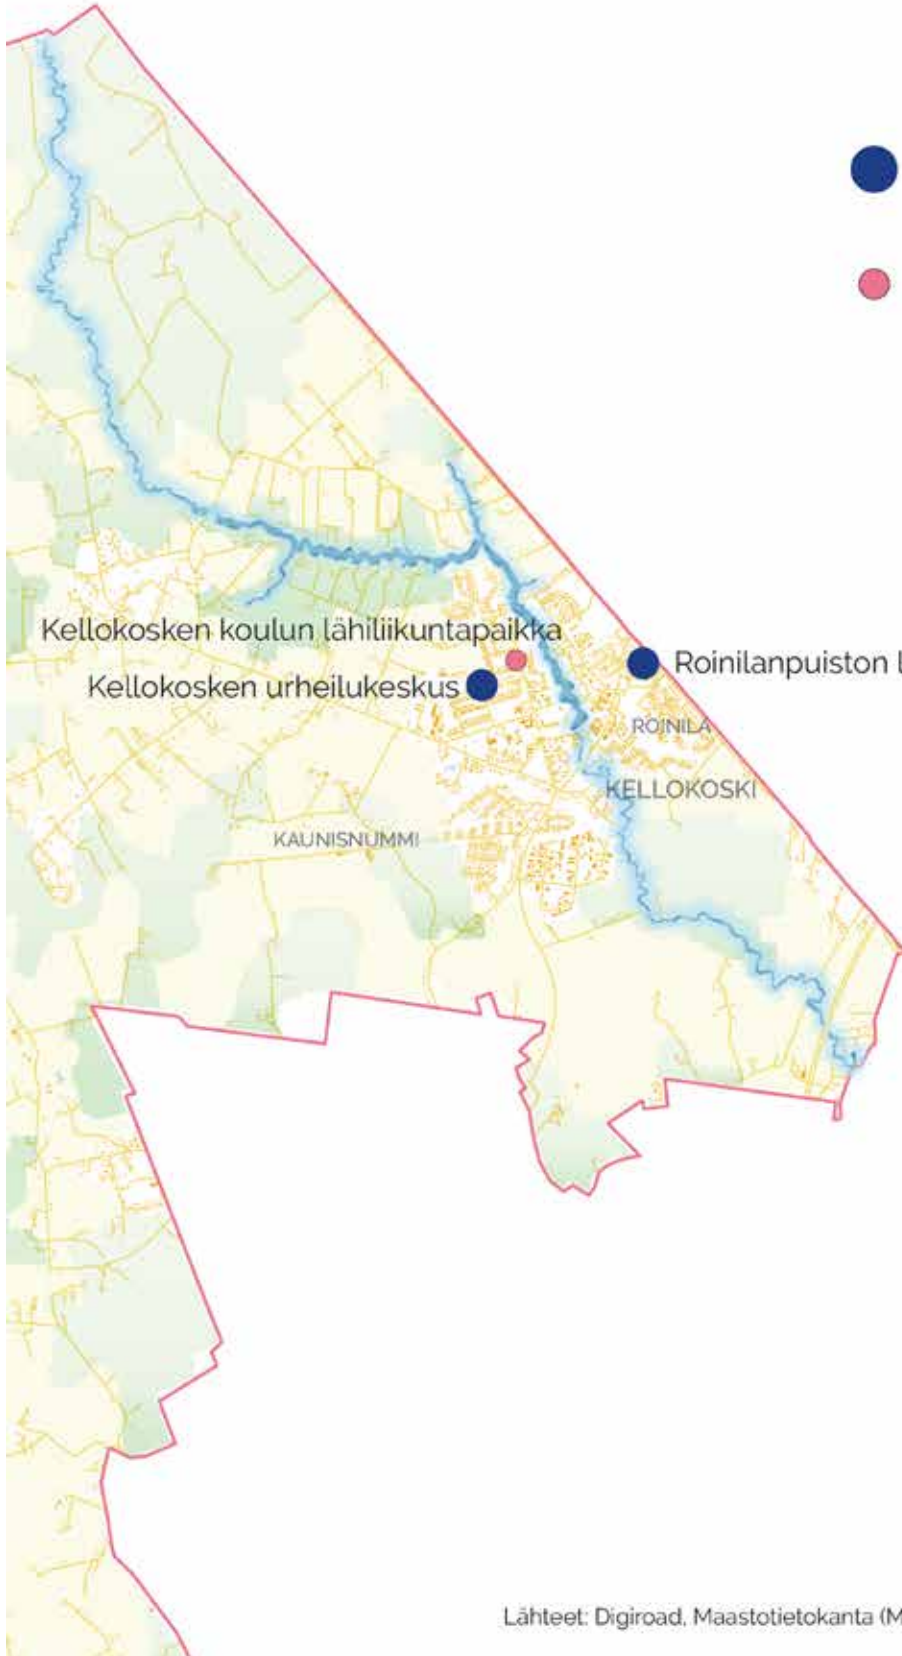 Kellokosken koulun lähiliikuntapaikka
Roinilanpuiston l
Kellokosken urheilukeskus
ROINILA
KELLOKOSKI
KAUNISNUMMI
Lähteet: Digiroad, Maastotietokanta (M